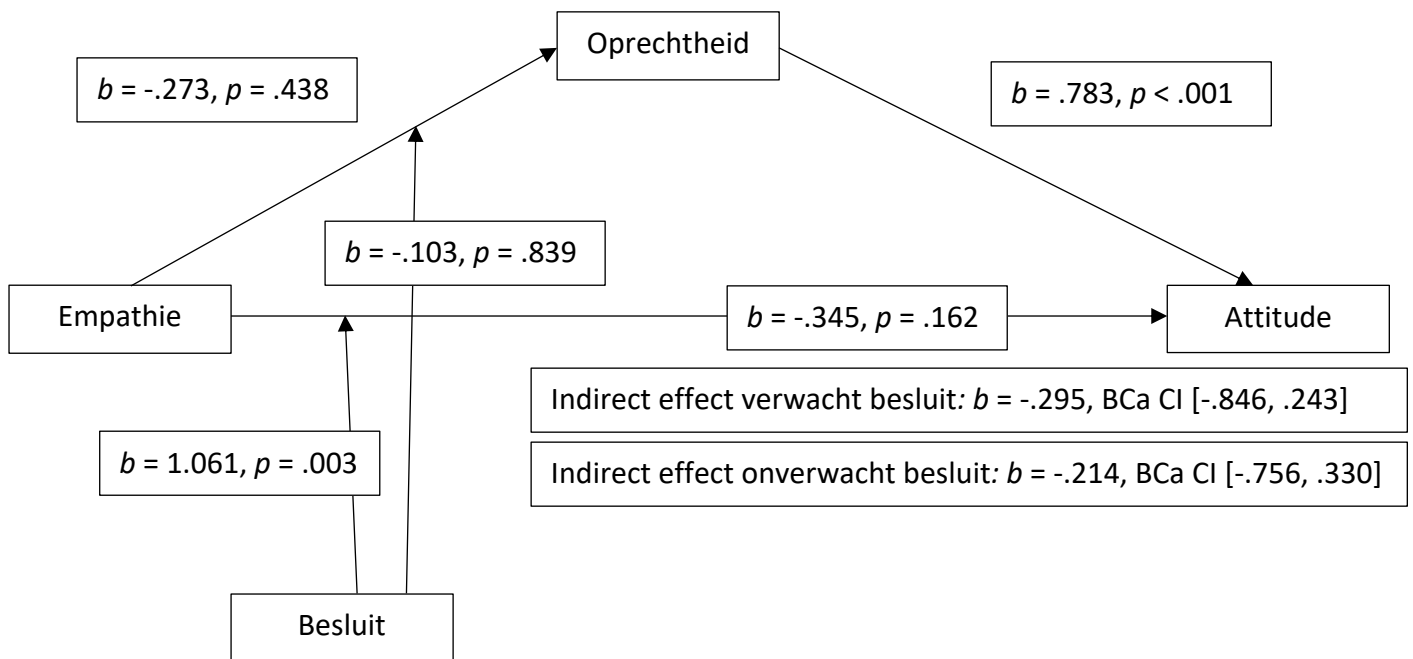 Oprechtheid
b = -.273, p = .438
b = .783, p < .001
b = -.103, p = .839
Empathie
b = -.345, p = .162
Attitude
Indirect effect verwacht besluit: b = -.295, BCa CI [-.846, .243]
b = 1.061, p = .003
Indirect effect onverwacht besluit: b = -.214, BCa CI [-.756, .330]
Besluit